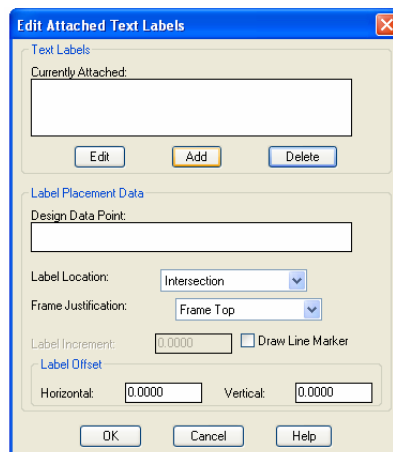 Edit Attached Text Labels
Text Labels
Currently Attached:
Edit Add Delete
Label Placement Data
Design Data Point:
Label Location: Intersection
Frame Justification: Frame Top
Label Increment: 0.0000 Draw Line Marker
Label Offset
Horizontal: 0.0000 Vertical: 0.0000
OK Cancel Help